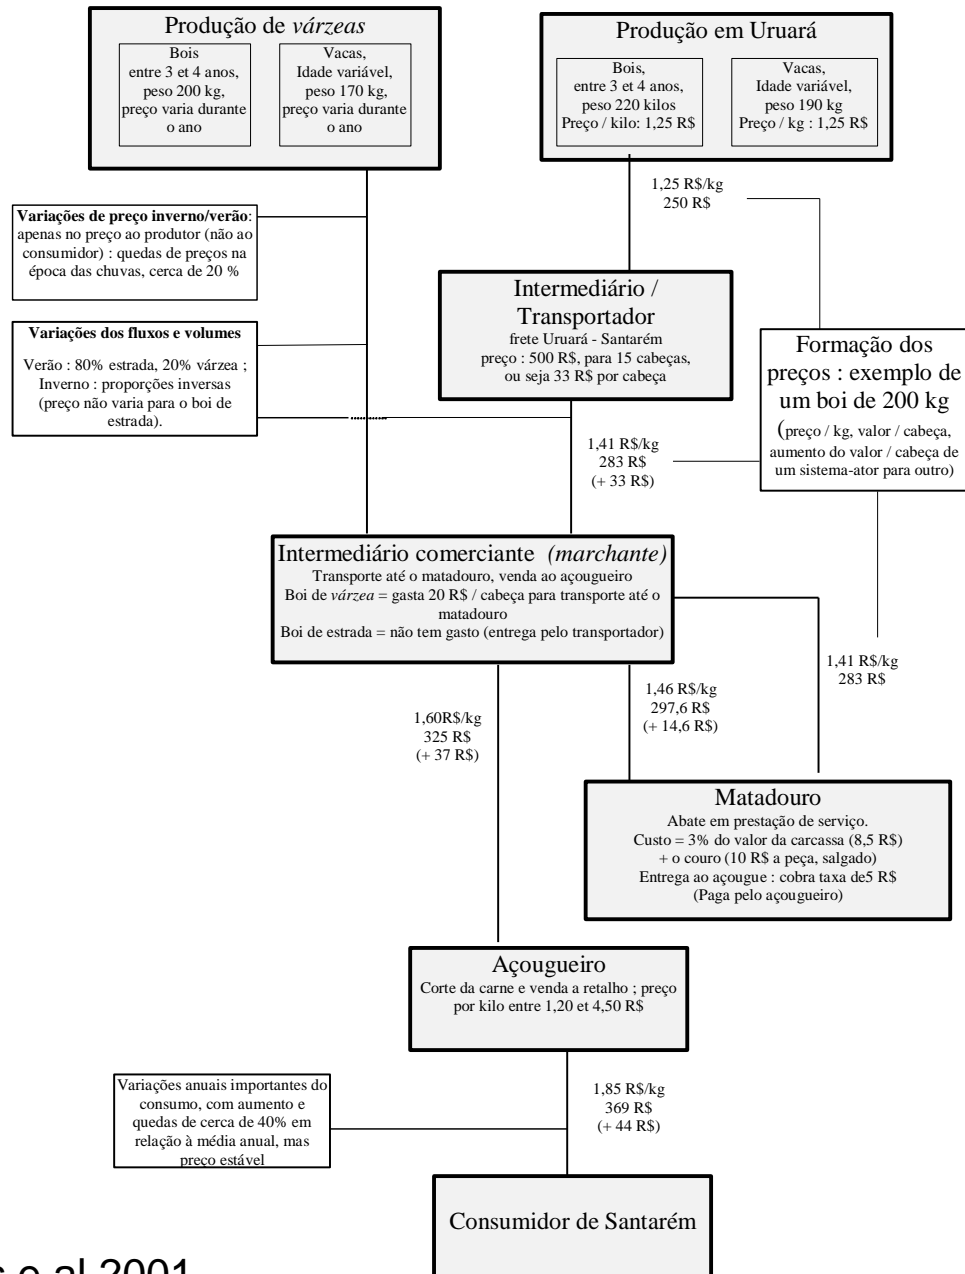 Produção de várzeas
Bois
entre 3 et 4 anos,
peso 200 kg,
preço varia durante
o ano
Vacas,
Idade variável,
peso 170 kg,
preço varia durante
o ano
Produção em Uruará
Bois,
entre 3 et 4 anos,
peso 220 kilos
Preço / kilo: 1,25 R$
Vacas,
Idade variável,
peso 190 kg
Preço / kg : 1,25 R$
1,25 R$/kg
250 R$
Variações de preço inverno/verão:
apenas no preço ao produtor (não ao
consumidor) : quedas de preços na
época das chuvas, cerca de 20 %
Intermediário /
Transportador
frete Uruará - Santarém
preço : 500 R$, para 15 cabeças,
ou seja 33 R$ por cabeça
Variações dos fluxos e volumes
Verão : 80% estrada, 20% várzea ;
Inverno : proporções inversas
(preço não varia para o boi de
estrada).
Formação dos
preços : exemplo de
um boi de 200 kg
(preço / kg, valor / cabeça,
aumento do valor / cabeça de
um sistema-ator para outro)
1,41 R$/kg
283 R$
(+ 33 R$)
Intermediário comerciante (marchante)
Transporte até o matadouro, venda ao açougueiro
Boi de várzea = gasta 20 R$ / cabeça para transporte até o
matadouro
Boi de estrada = não tem gasto (entrega pelo transportador)
1,41 R$/kg
283 R$
1,46 R$/kg
297,6 R$
(+ 14,6 R$)
1,60R$/kg
325 R$
(+ 37 R$)
Matadouro
Abate em prestação de serviço.
Custo = 3% do valor da carcassa (8,5 R$)
+ o couro (10 R$ a peça, salgado)
Entrega ao açougue : cobra taxa de5 R$
(Paga pelo açougueiro)
Açougueiro
Corte da carne e venda a retalho ; preço
por kilo entre 1,20 et 4,50 R$
Variações anuais importantes do
consumo, com aumento e
quedas de cerca de 40% em
relação à média anual, mas
preço estável
1,85 R$/kg
369 R$
(+ 44 R$)
Consumidor de Santarém
s e al 2001